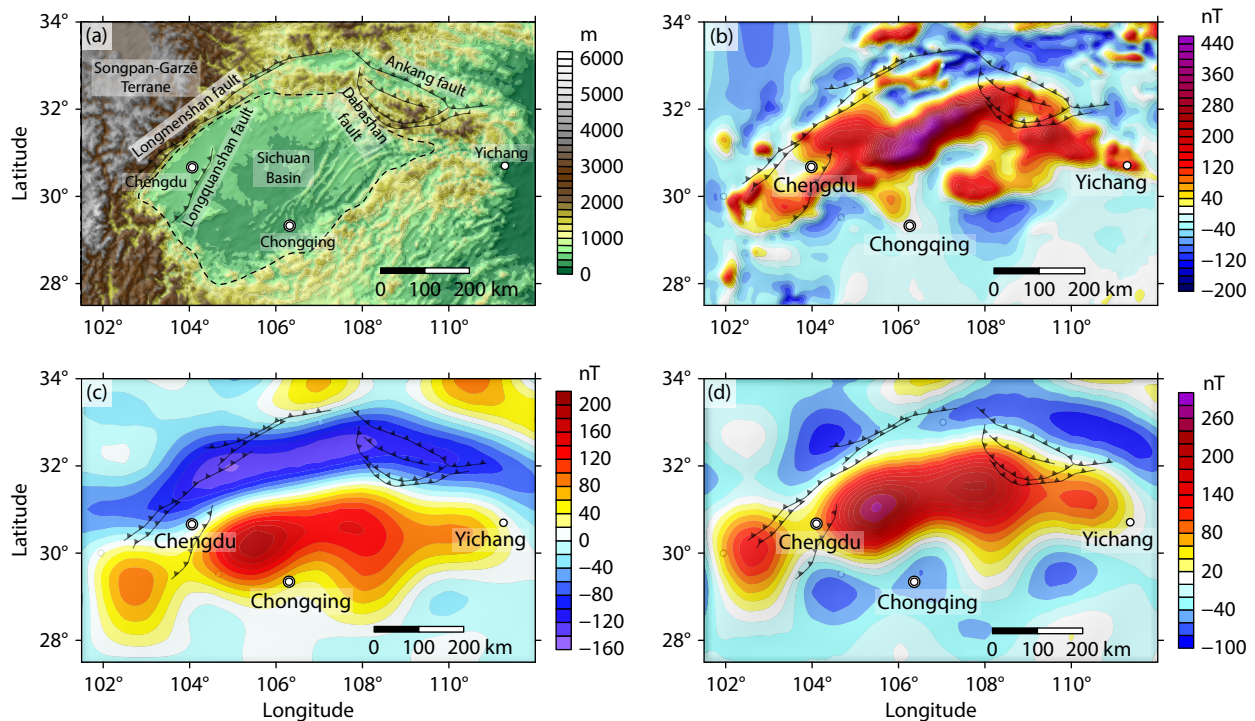 34°
32°
30°
28°
Latitude
(a)
Songpan-Garzê
Terrane
Longmenshan fault
Ankang fault
Dabashan
fault
Longquanshan fault
Sichuan
Basin
Chengdu
Chongqing
Yichang
0 100 200 km
102° 104° 106° 108° 110°
m
6000
5000
4000
3000
2000
1000
0
34°
32°
30°
28°
Latitude
(b)
Chengdu
Chongqing
Yichang
0 100 200 km
102° 104° 106° 108° 110°
nT
440
360
280
200
120
40
−40
−120
−200
34°
32°
30°
28°
Latitude
(c)
Chengdu
Chongqing
Yichang
0 100 200 km
102° 104° 106° 108° 110°
Longitude
nT
200
160
120
80
40
0
−40
−80
−120
−160
34°
32°
30°
28°
Latitude
(d)
Chengdu
Chongqing
Yichang
0 100 200 km
102° 104° 106° 108° 110°
Longitude
nT
260
200
140
80
20
−40
−100